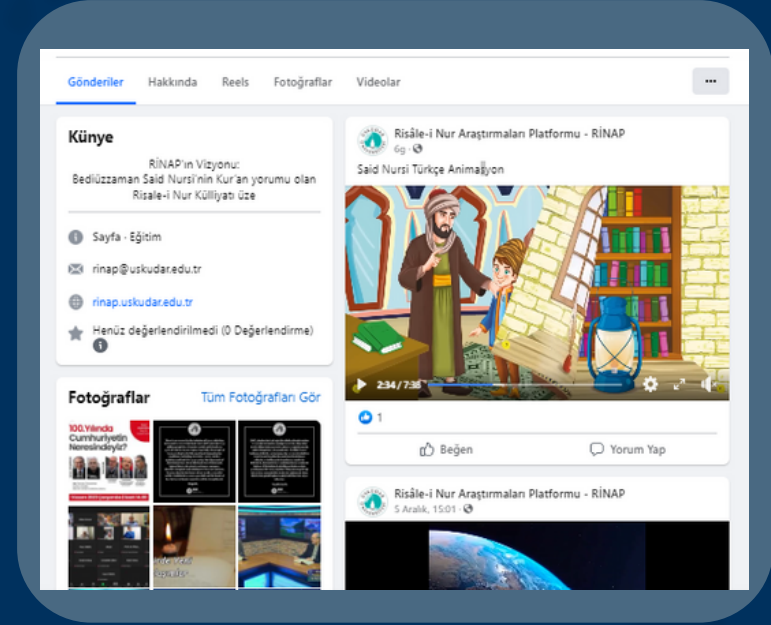 Gönderiler Hakkında Reels Fotoğraflar Videolar
Künye
RİNAP'ın Vizyonu:
Bediüzzaman Said Nursi'nin Kur'an yorumu olan
Risale-i Nur Külliyatı üze
Sayfa · Eğitim
rinap@uskudar.edu.tr
rinap.uskudar.edu.tr
Henüz değerlendirilmedi (0 Değerlendirme)
Fotoğraflar Tüm Fotoğrafları Gör
100.Yılında
Cumhuriyetin
Neresindeyiz?
Risâle-i Nur Araştırmaları Platformu - RİNAP
6g
Said Nursi Türkçe Animasyon
2:34 / 7:38
1
Beğen Yorum Yap
Risâle-i Nur Araştırmaları Platformu - RİNAP
5 Aralık, 15:01